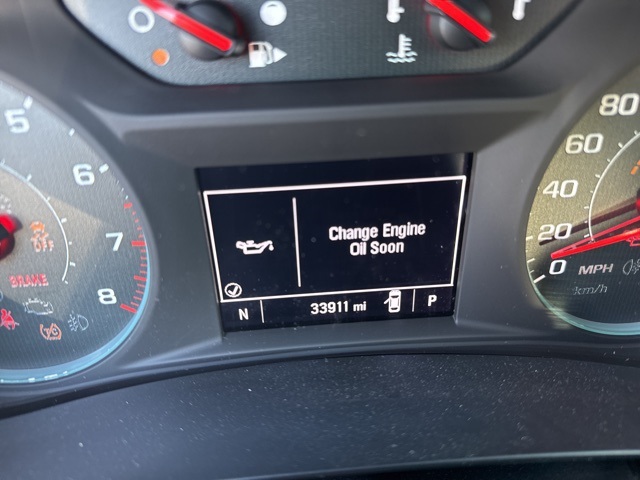 5
6
7
8
OFF
BRAKE
TC
80
60
40
20
0
MPH
km/h
Change Engine
Oil Soon
N 33911 mi P